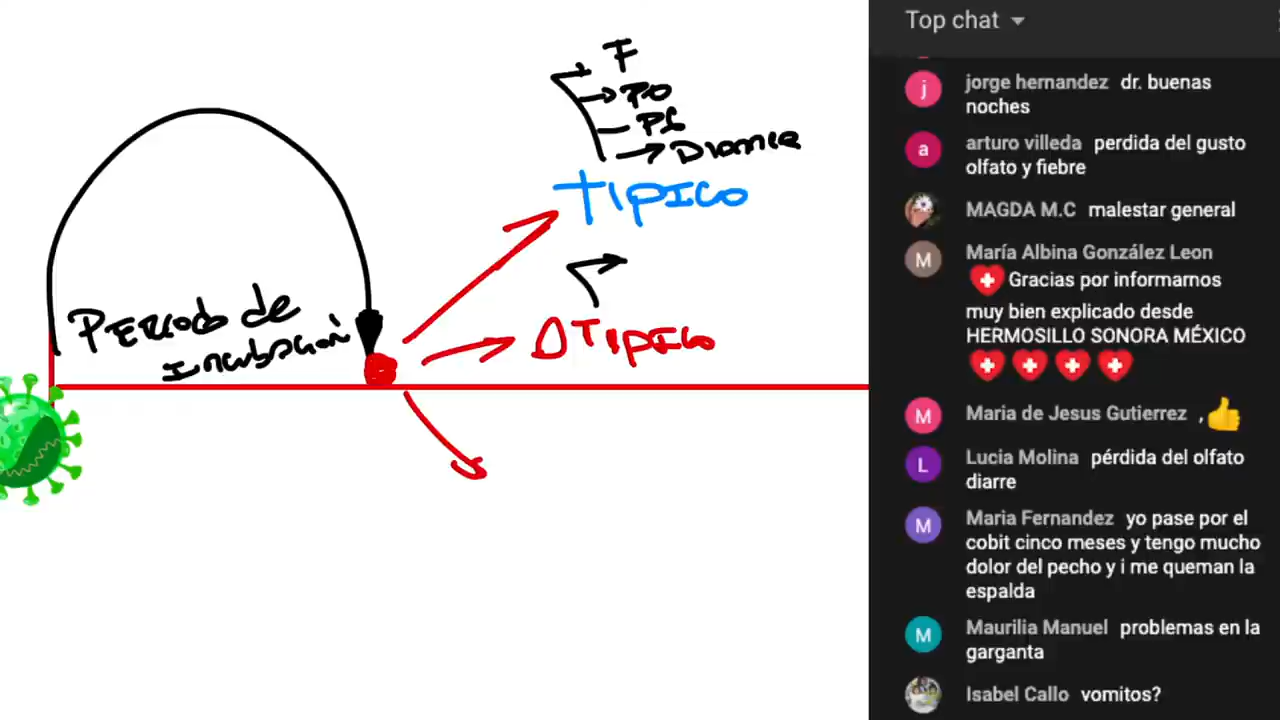 F
PO
PG
Diarrea
TIPICO
PERIODO de
incubacion
ATIPICO
Top chat
jorge hernandez dr. buenas
noches
arturo villeda perdida del gusto
olfato y fiebre
MAGDA M.C malestar general
María Albina González Leon
Gracias por informarnos
muy bien explicado desde
HERMOSILLO SONORA MÉXICO
Maria de Jesus Gutierrez ,
Lucia Molina pérdida del olfato
diarre
Maria Fernandez yo pase por el
cobit cinco meses y tengo mucho
dolor del pecho y i me queman la
espalda
Maurilia Manuel problemas en la
garganta
Isabel Callo vomitos?